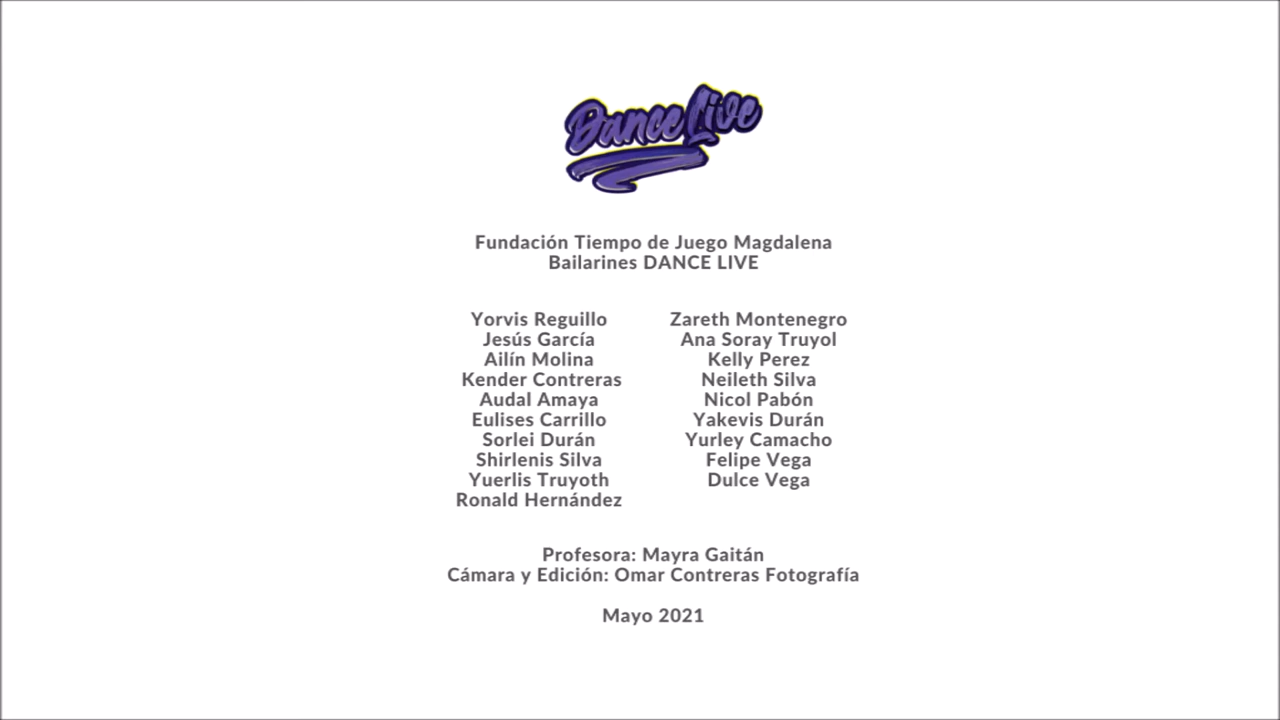 Dance Live
Fundación Tiempo de Juego Magdalena
Bailarines DANCE LIVE
Yorvis Reguillo
Jesús García
Ailín Molina
Kender Contreras
Audal Amaya
Eulises Carrillo
Sorlei Durán
Shirlenis Silva
Yuerlis Truyoth
Ronald Hernández
Zareth Montenegro
Ana Soray Truyol
Kelly Perez
Neileth Silva
Nicol Pabón
Yakevis Durán
Yurley Camacho
Felipe Vega
Dulce Vega
Profesora: Mayra Gaitán
Cámara y Edición: Omar Contreras Fotografía
Mayo 2021